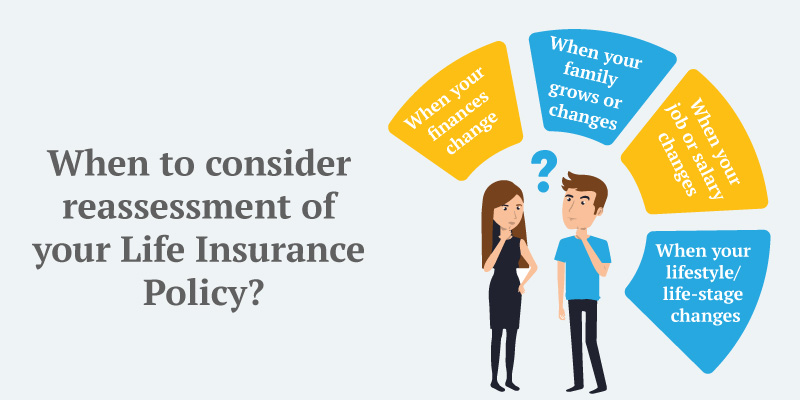 When to consider
reassessment of
your Life Insurance
Policy?
When your
finances
change
When your
family
grows or
changes
When your
job or salary
changes
When your
lifestyle/
life-stage
changes
?